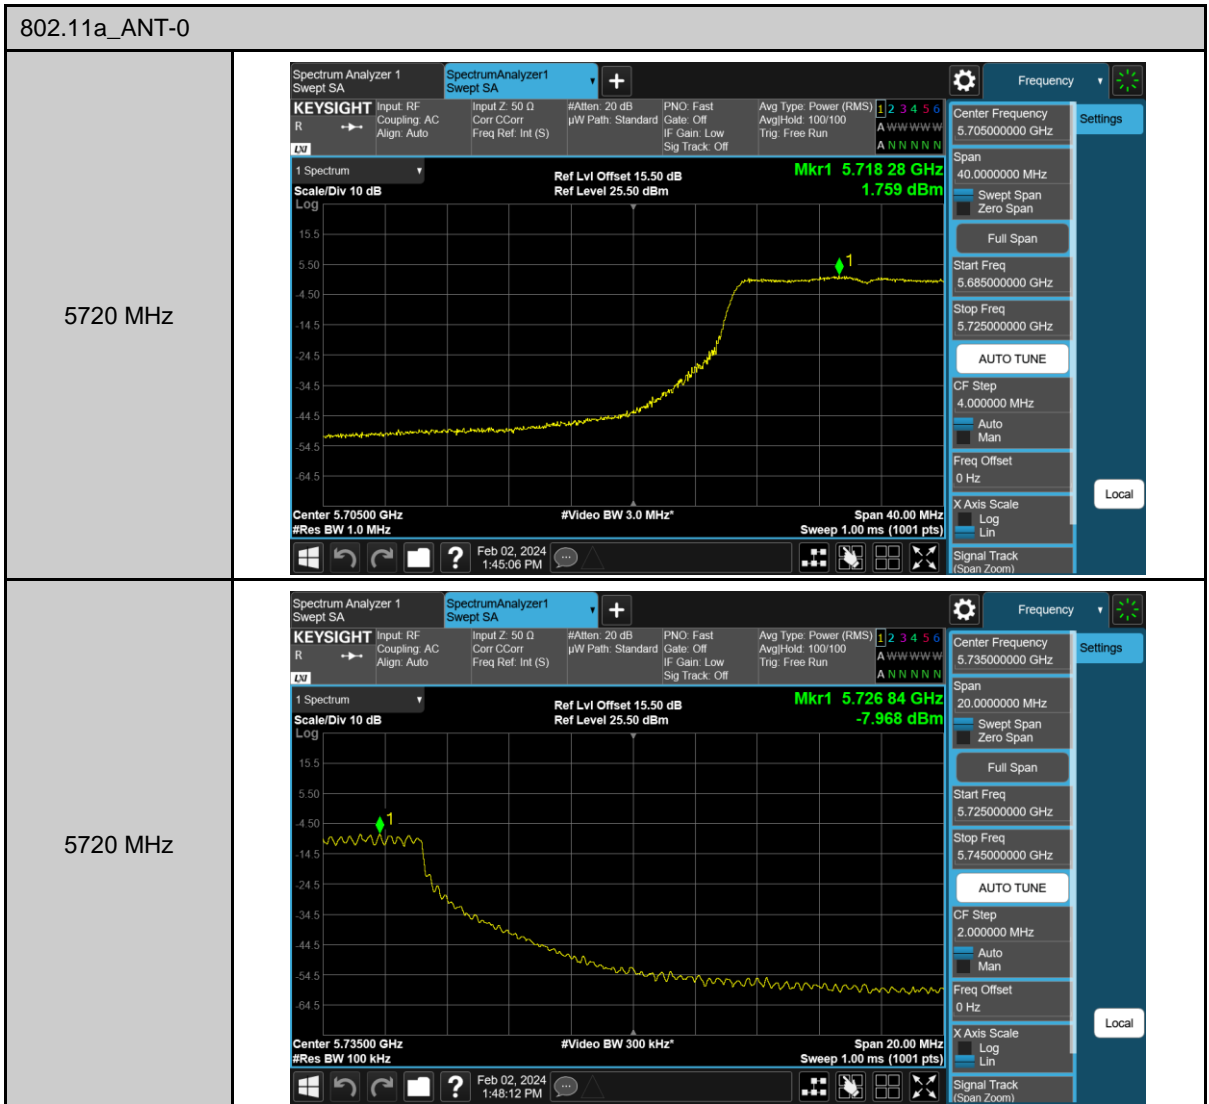 802.11a_ANT-0
5720 MHz
Spectrum Analyzer 1
Swept SA
SpectrumAnalyzer1
Swept SA
Frequency
KEYSIGHT
R
LXI
Input: RF
Coupling: AC
Align: Auto
Input Z: 50 Ω
Corr CCorr
Freq Ref: Int (S)
#Atten: 20 dB
µW Path: Standard
PNO: Fast
Gate: Off
IF Gain: Low
Sig Track: Off
Avg Type: Power (RMS)
Avg|Hold: 100/100
Trig: Free Run
1 2 3 4 5 6
A W W W W W
A N N N N N
1 Spectrum
Scale/Div 10 dB
Log
Ref Lvl Offset 15.50 dB
Ref Level 25.50 dBm
Mkr1 5.718 28 GHz
1.759 dBm
1
15.5
5.50
-4.50
-14.5
-24.5
-34.5
-44.5
-54.5
-64.5
Center 5.70500 GHz
#Res BW 1.0 MHz
#Video BW 3.0 MHz*
Span 40.00 MHz
Sweep 1.00 ms (1001 pts)
Feb 02, 2024
1:45:06 PM
Center Frequency
5.705000000 GHz
Span
40.0000000 MHz
Swept Span
Zero Span
Full Span
Start Freq
5.685000000 GHz
Stop Freq
5.725000000 GHz
AUTO TUNE
CF Step
4.000000 MHz
Auto
Man
Freq Offset
0 Hz
X Axis Scale
Log
Lin
Signal Track
(Span Zoom)
Settings
Local
5720 MHz
Spectrum Analyzer 1
Swept SA
SpectrumAnalyzer1
Swept SA
Frequency
KEYSIGHT
R
LXI
Input: RF
Coupling: AC
Align: Auto
Input Z: 50 Ω
Corr CCorr
Freq Ref: Int (S)
#Atten: 20 dB
µW Path: Standard
PNO: Fast
Gate: Off
IF Gain: Low
Sig Track: Off
Avg Type: Power (RMS)
Avg|Hold: 100/100
Trig: Free Run
1 2 3 4 5 6
A W W W W W
A N N N N N
1 Spectrum
Scale/Div 10 dB
Log
Ref Lvl Offset 15.50 dB
Ref Level 25.50 dBm
Mkr1 5.726 84 GHz
-7.968 dBm
1
15.5
5.50
-4.50
-14.5
-24.5
-34.5
-44.5
-54.5
-64.5
Center 5.73500 GHz
#Res BW 100 kHz
#Video BW 300 kHz*
Span 20.00 MHz
Sweep 1.00 ms (1001 pts)
Feb 02, 2024
1:48:12 PM
Center Frequency
5.735000000 GHz
Span
20.0000000 MHz
Swept Span
Zero Span
Full Span
Start Freq
5.725000000 GHz
Stop Freq
5.745000000 GHz
AUTO TUNE
CF Step
2.000000 MHz
Auto
Man
Freq Offset
0 Hz
X Axis Scale
Log
Lin
Signal Track
(Span Zoom)
Settings
Local